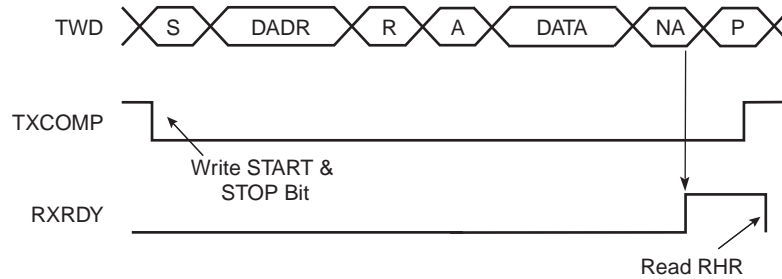 TWD S DADR R A DATA NA P
TXCOMP
Write START &
STOP Bit
RXRDY
Read RHR